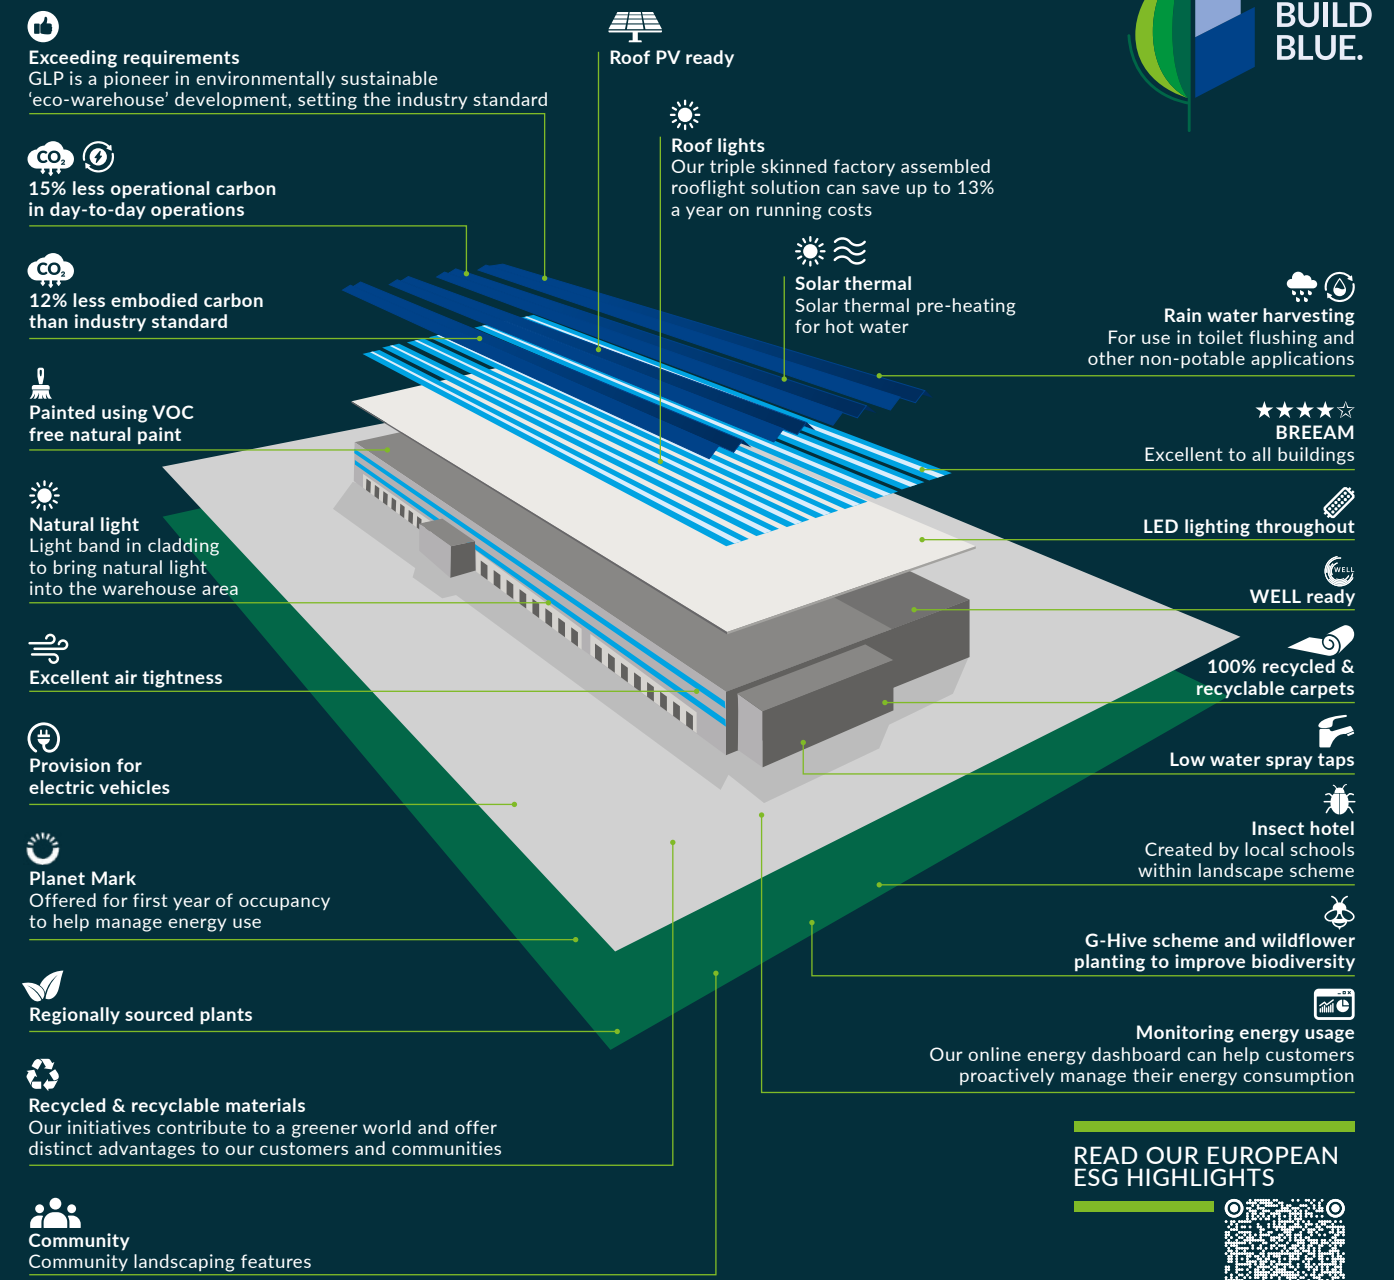 BUILD
BLUE.
Exceeding requirements
GLP is a pioneer in environmentally sustainable
‘eco-warehouse’ development, setting the industry standard
Roof PV ready
Roof lights
Our triple skinned factory assembled
rooflight solution can save up to 13%
a year on running costs
CO₂
15% less operational carbon
in day-to-day operations
Solar thermal
Solar thermal pre-heating
for hot water
CO₂
12% less embodied carbon
than industry standard
Rain water harvesting
For use in toilet flushing and
other non-potable applications
Painted using VOC
free natural paint
BREEAM
Excellent to all buildings
Natural light
Light band in cladding
to bring natural light
into the warehouse area
LED lighting throughout
WELL
WELL ready
Excellent air tightness
100% recycled &
recyclable carpets
Provision for
electric vehicles
Low water spray taps
Planet Mark
Offered for first year of occupancy
to help manage energy use
Insect hotel
Created by local schools
within landscape scheme
G-Hive scheme and wildflower
planting to improve biodiversity
Regionally sourced plants
Monitoring energy usage
Our online energy dashboard can help customers
proactively manage their energy consumption
Recycled & recyclable materials
Our initiatives contribute to a greener world and offer
distinct advantages to our customers and communities
READ OUR EUROPEAN
ESG HIGHLIGHTS
Community
Community landscaping features